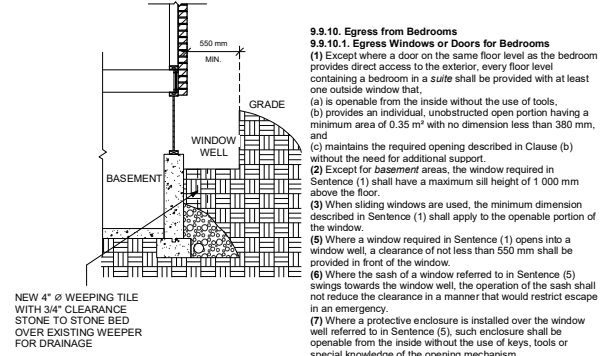 550 mm
MIN.
GRADE
WINDOW
WELL
BASEMENT
NEW 4" Ø WEEPING TILE
WITH 3/4" CLEARANCE
STONE TO STONE BED
OVER EXISTING WEEPER
FOR DRAINAGE
9.9.10. Egress from Bedrooms
9.9.10.1. Egress Windows or Doors for Bedrooms
(1) Except where a door on the same floor level as the bedroom
provides direct access to the exterior, every floor level
containing a bedroom in a suite shall be provided with at least
one outside window that,
(a) is openable from the inside without the use of tools,
(b) provides an individual, unobstructed open portion having a
minimum area of 0.35 m² with no dimension less than 380 mm,
and
(c) maintains the required opening described in Clause (b)
without the need for additional support.
(2) Except for basement areas, the window required in
Sentence (1) shall have a maximum sill height of 1 000 mm
above the floor.
(3) When sliding windows are used, the minimum dimension
described in Sentence (1) shall apply to the openable portion of
the window.
(5) Where a window required in Sentence (1) opens into a
window well, a clearance of not less than 550 mm shall be
provided in front of the window.
(6) Where the sash of a window referred to in Sentence (5)
swings towards the window well, the operation of the sash shall
not reduce the clearance in a manner that would restrict escape
in an emergency.
(7) Where a protective enclosure is installed over the window
well referred to in Sentence (5), such enclosure shall be
openable from the inside without the use of keys, tools or
special knowledge of the opening mechanism.